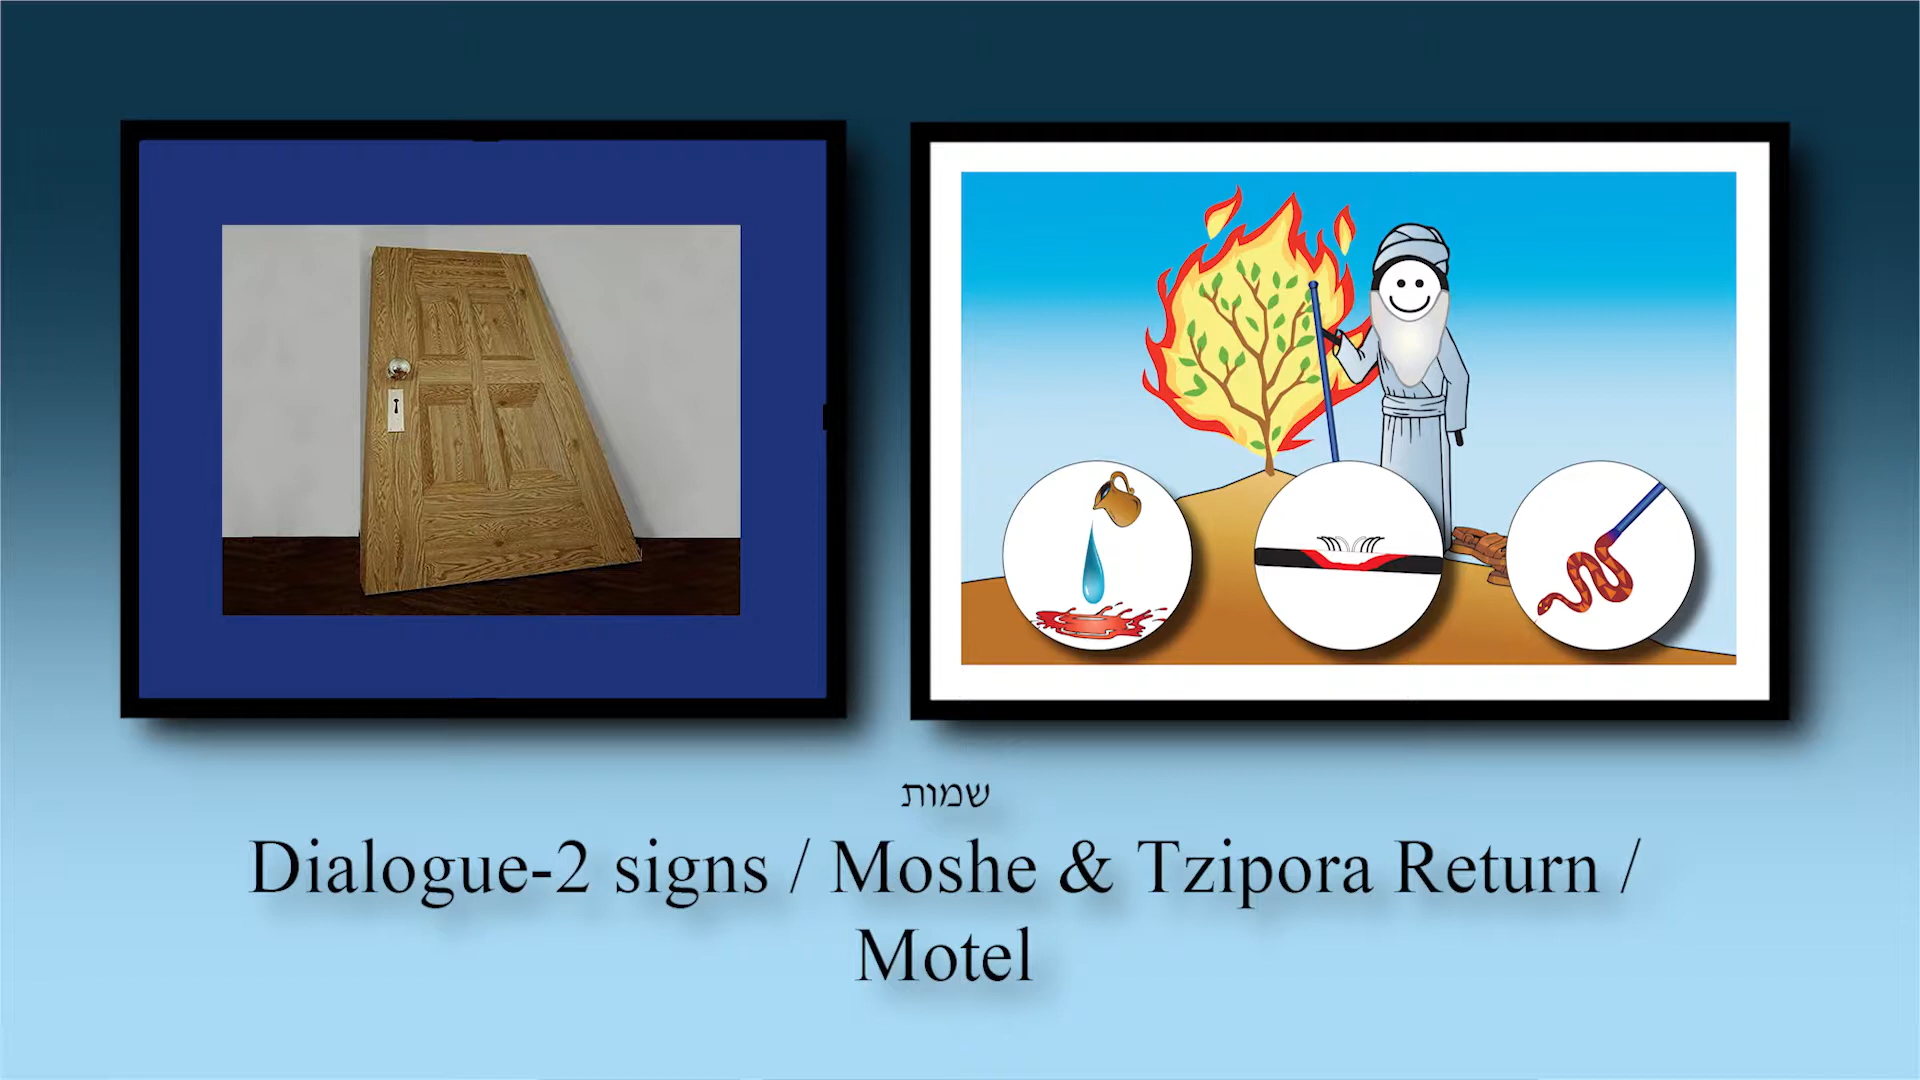 שמות
Dialogue-2 signs / Moshe & Tzipora Return /
Motel